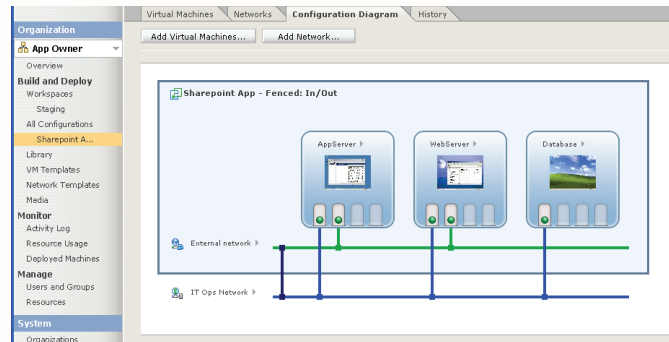 Virtual Machines
Networks
Configuration Diagram
History
Organization
App Owner
Overview
Build and Deploy
Workspaces
Staging
All Configurations
Sharepoint A...
Library
VM Templates
Network Templates
Media
Monitor
Activity Log
Resource Usage
Deployed Machines
Manage
Users and Groups
Resources
System
Organizations
Add Virtual Machines...
Add Network...
Sharepoint App - Fenced: In/Out
AppServer
WebServer
Database
External network
IT Ops Network